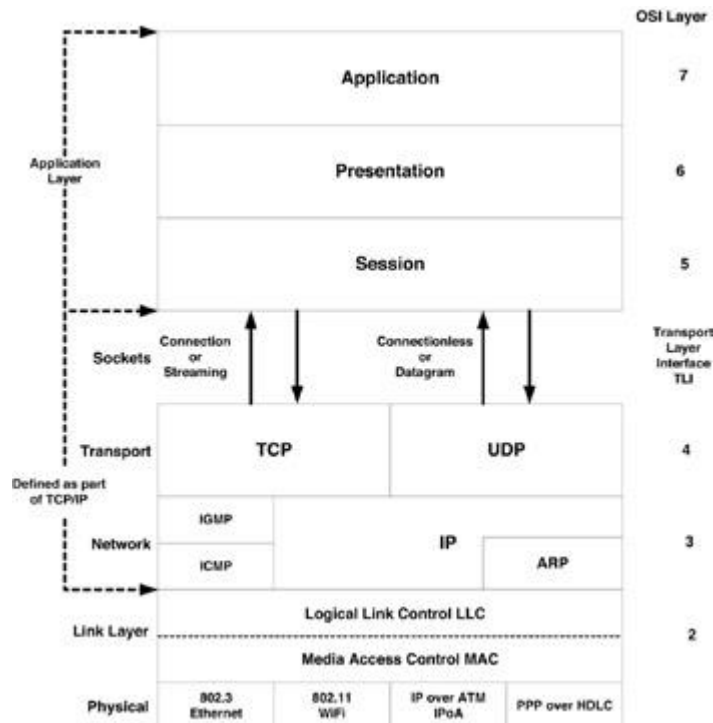 OSI Layer
Application
7
Application
Layer
Presentation
6
Session
5
Sockets
Connection
or
Streaming
Connectionless
or
Datagram
Transport
Layer
Interface
TLI
Transport
TCP
UDP
4
Defined as part
of TCP/IP
Network
IGMP
ICMP
IP
ARP
3
Link Layer
Logical Link Control LLC
Media Access Control MAC
2
Physical
802.3
Ethernet
802.11
WiFi
IP over ATM
IPoA
PPP over HDLC